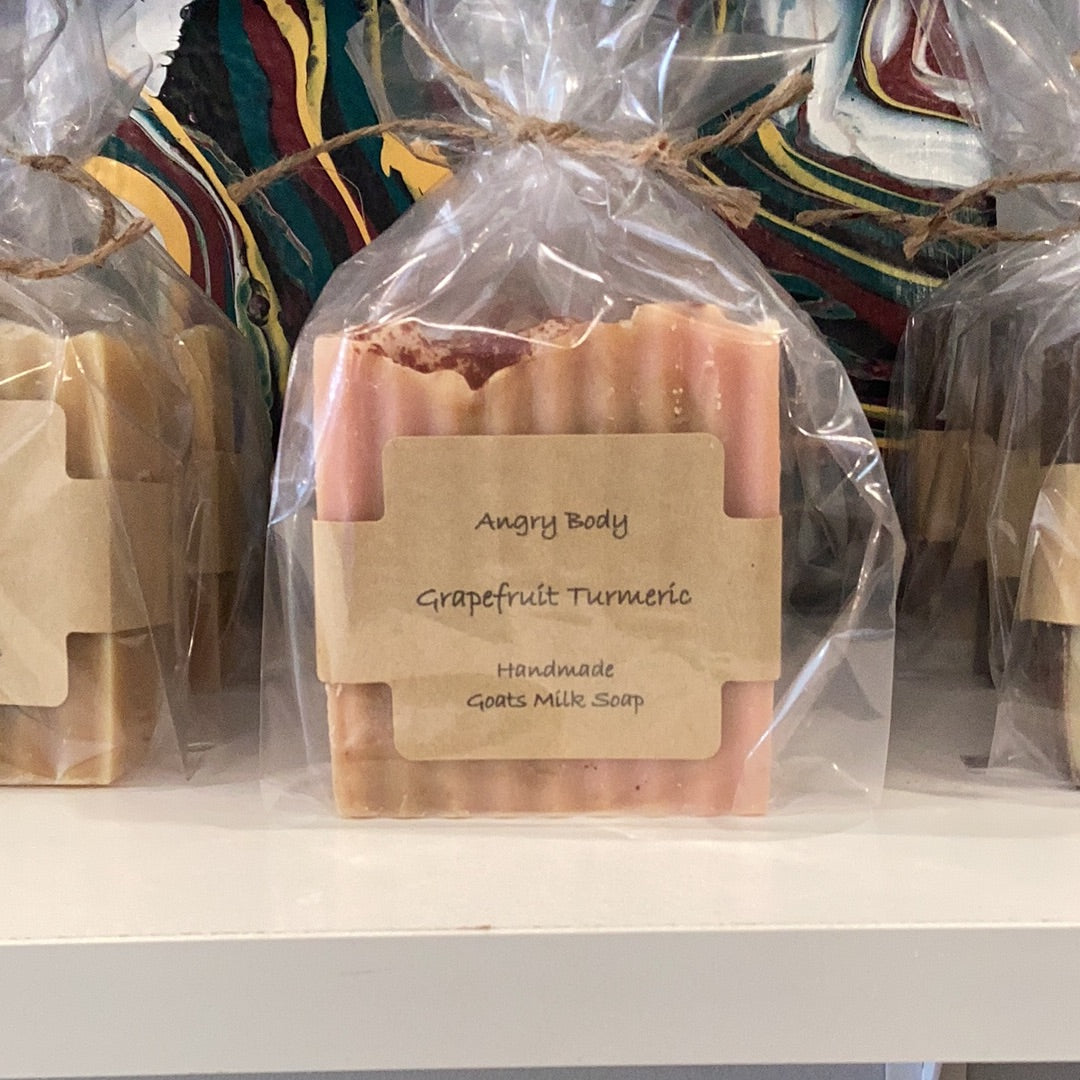 Angry Body
Grapefruit Turmeric
Handmade
Goats Milk Soap